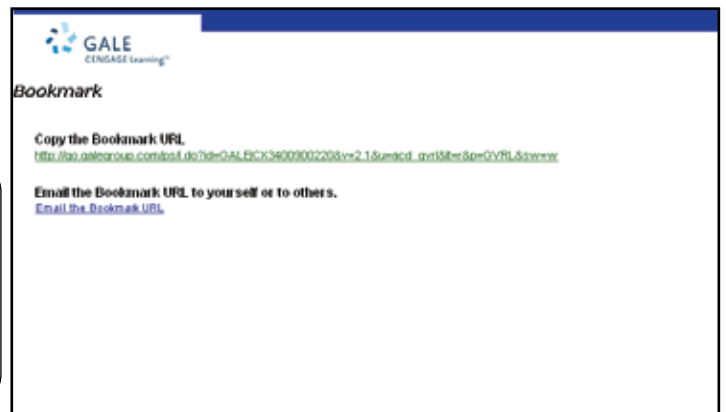 GALE
CENGAGE Learning™
Bookmark
Copy the Bookmark URL
Email the Bookmark URL to yourself or to others.
Email the Bookmark URL